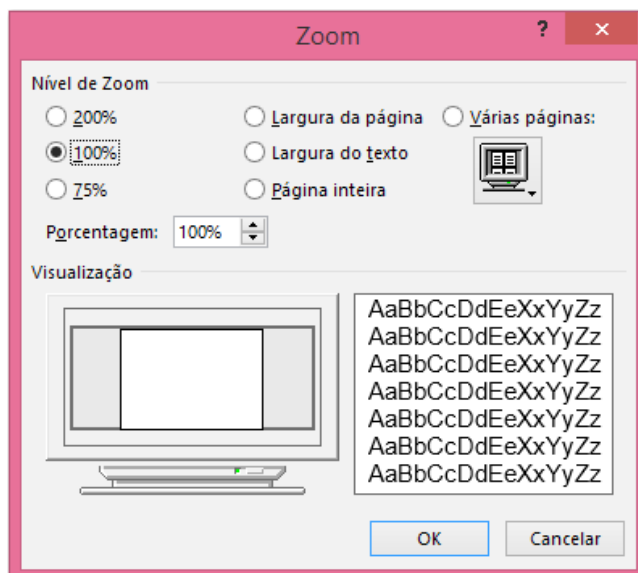 Zoom
Nível de Zoom
200% Largura da página Várias páginas:
100% Largura do texto
75% Página inteira
Porcentagem: 100%
Visualização
AaBbCcDdEeXxYyZz
AaBbCcDdEeXxYyZz
AaBbCcDdEeXxYyZz
AaBbCcDdEeXxYyZz
AaBbCcDdEeXxYyZz
AaBbCcDdEeXxYyZz
AaBbCcDdEeXxYyZz
OK Cancelar